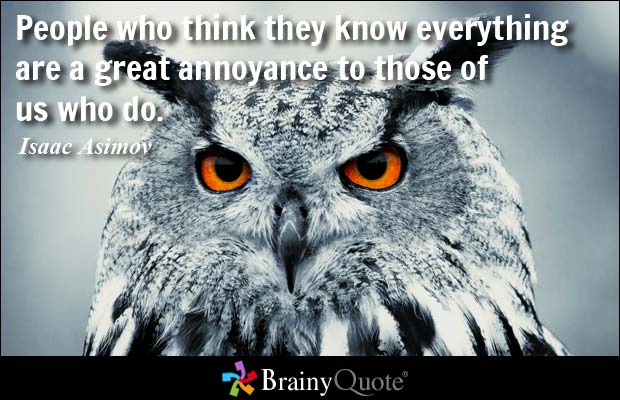 People who think they know everything
are a great annoyance to those of
us who do.
Isaac Asimov
BrainyQuote®